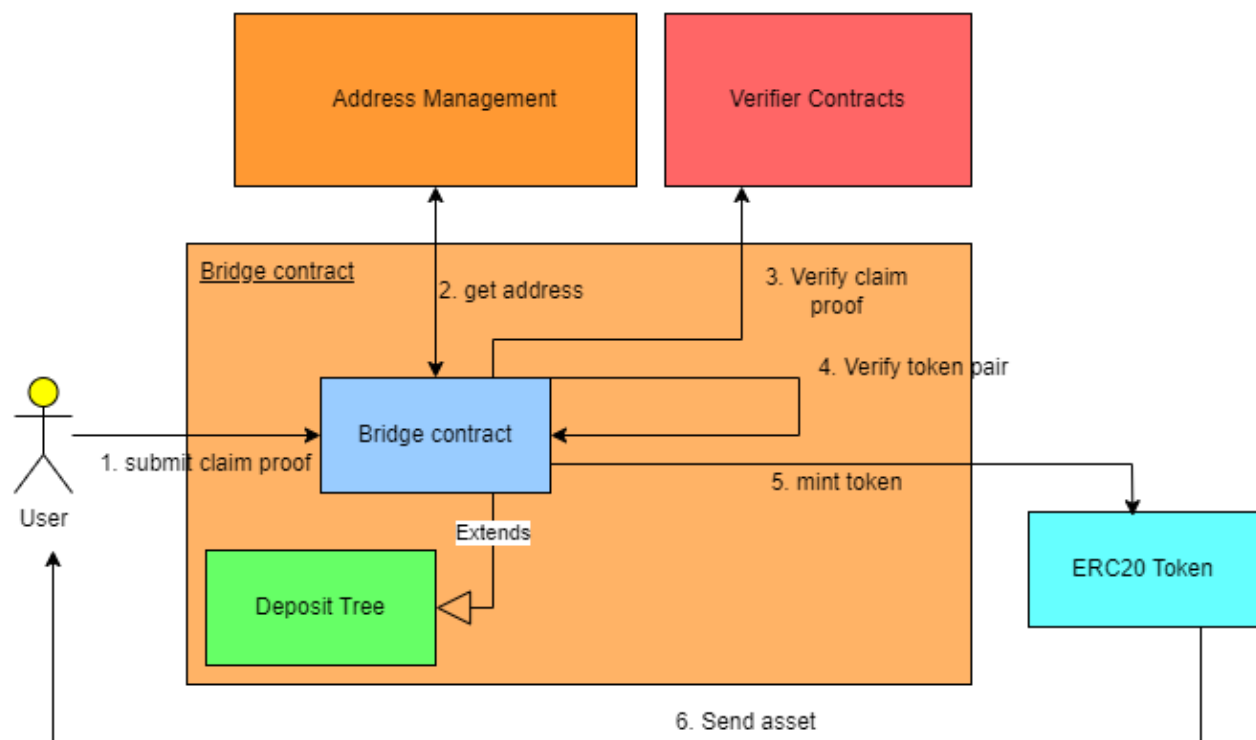 Address Management
Verifier Contracts
Bridge contract
2. get address
3. Verify claim
proof
4. Verify token pair
Bridge contract
1. submit claim proof
5. mint token
User
Extends
ERC20 Token
Deposit Tree
6. Send asset